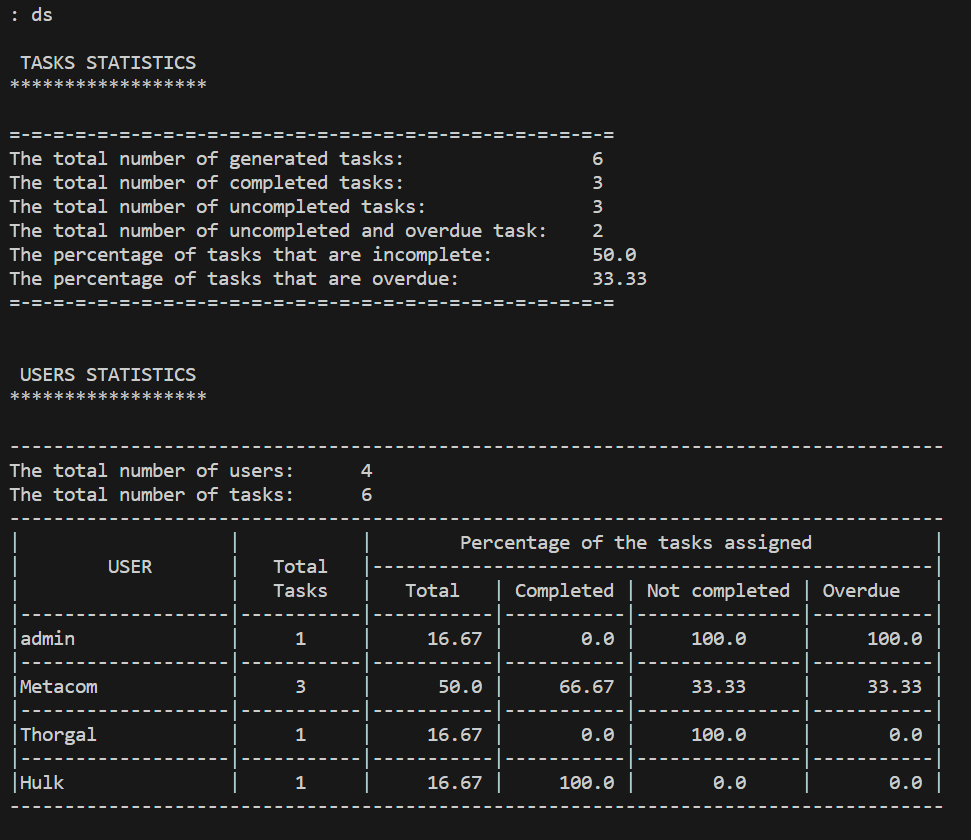 : ds

 TASKS STATISTICS
******************

=-=-=-=-=-=-=-=-=-=-=-=-=-=-=-=-=-=-=-=-=-=-=-=-=-=-=-=
The total number of generated tasks:                 6
The total number of completed tasks:                 3
The total number of uncompleted tasks:               3
The total number of uncompleted and overdue task:    2
The percentage of tasks that are incomplete:         50.0
The percentage of tasks that are overdue:            33.33
=-=-=-=-=-=-=-=-=-=-=-=-=-=-=-=-=-=-=-=-=-=-=-=-=-=-=-=

 USERS STATISTICS
******************

-------------------------------------------------------------------------------------
The total number of users:      4
The total number of tasks:      6
-------------------------------------------------------------------------------------
|                   |           |        Percentage of the tasks assigned           |
|        USER       |   Total   |---------------------------------------------------|
|                   |   Tasks   |   Total   | Completed | Not completed | Overdue   |
|-------------------|-----------|-----------|-----------|---------------|-----------|
|admin              |     1     |     16.67 |       0.0 |     100.0     |     100.0 |
|-------------------|-----------|-----------|-----------|---------------|-----------|
|Metacom            |     3     |      50.0 |     66.67 |     33.33     |     33.33 |
|-------------------|-----------|-----------|-----------|---------------|-----------|
|Thorgal            |     1     |     16.67 |       0.0 |     100.0     |       0.0 |
|-------------------|-----------|-----------|-----------|---------------|-----------|
|Hulk               |     1     |     16.67 |     100.0 |       0.0     |       0.0 |
-------------------------------------------------------------------------------------